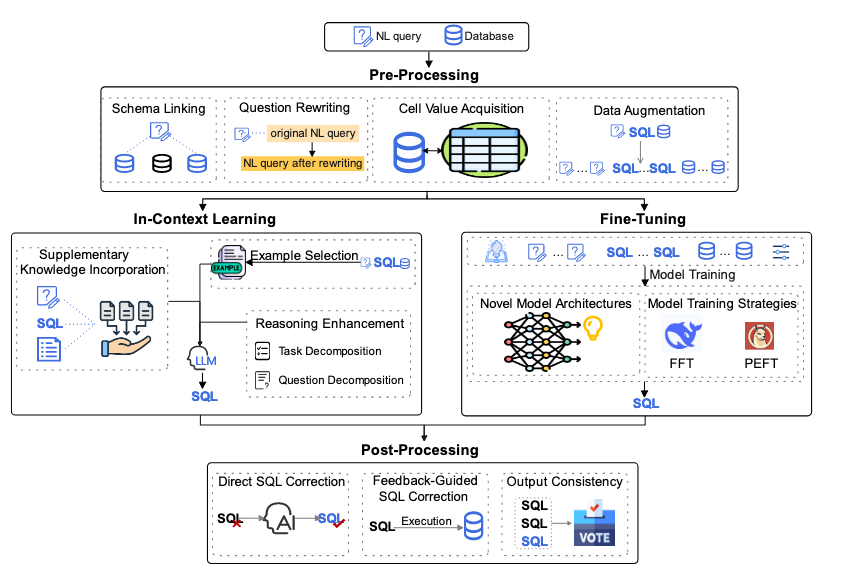 NL query
Database
Pre-Processing
Schema Linking
Question Rewriting
original NL query
NL query after rewriting
Cell Value Acquisition
Data Augmentation
SQL
... SQL...SQL ...
In-Context Learning
Supplementary
Knowledge Incorporation
SQL
EXAMPLE
Example Selection
SQL
Reasoning Enhancement
Task Decomposition
Question Decomposition
LLM
SQL
Fine-Tuning
... SQL ... SQL ...
Model Training
Novel Model Architectures
Model Training Strategies
FFT
PEFT
SQL
Post-Processing
Direct SQL Correction
SQL
AI
SQL
Feedback-Guided
SQL Correction
SQL
Execution
Output Consistency
SQL
SQL
SQL
VOTE